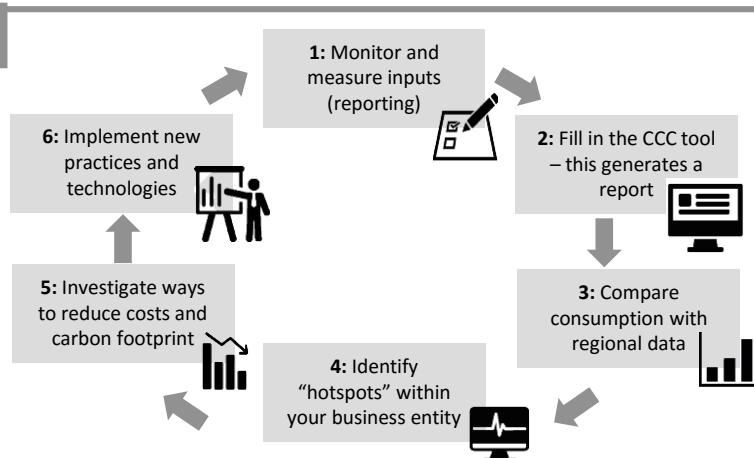 1: Monitor and
measure inputs
(reporting)
2: Fill in the CCC tool
– this generates a
report
3: Compare
consumption with
regional data
4: Identify
“hotspots” within
your business entity
5: Investigate ways
to reduce costs and
carbon footprint
6: Implement new
practices and
technologies